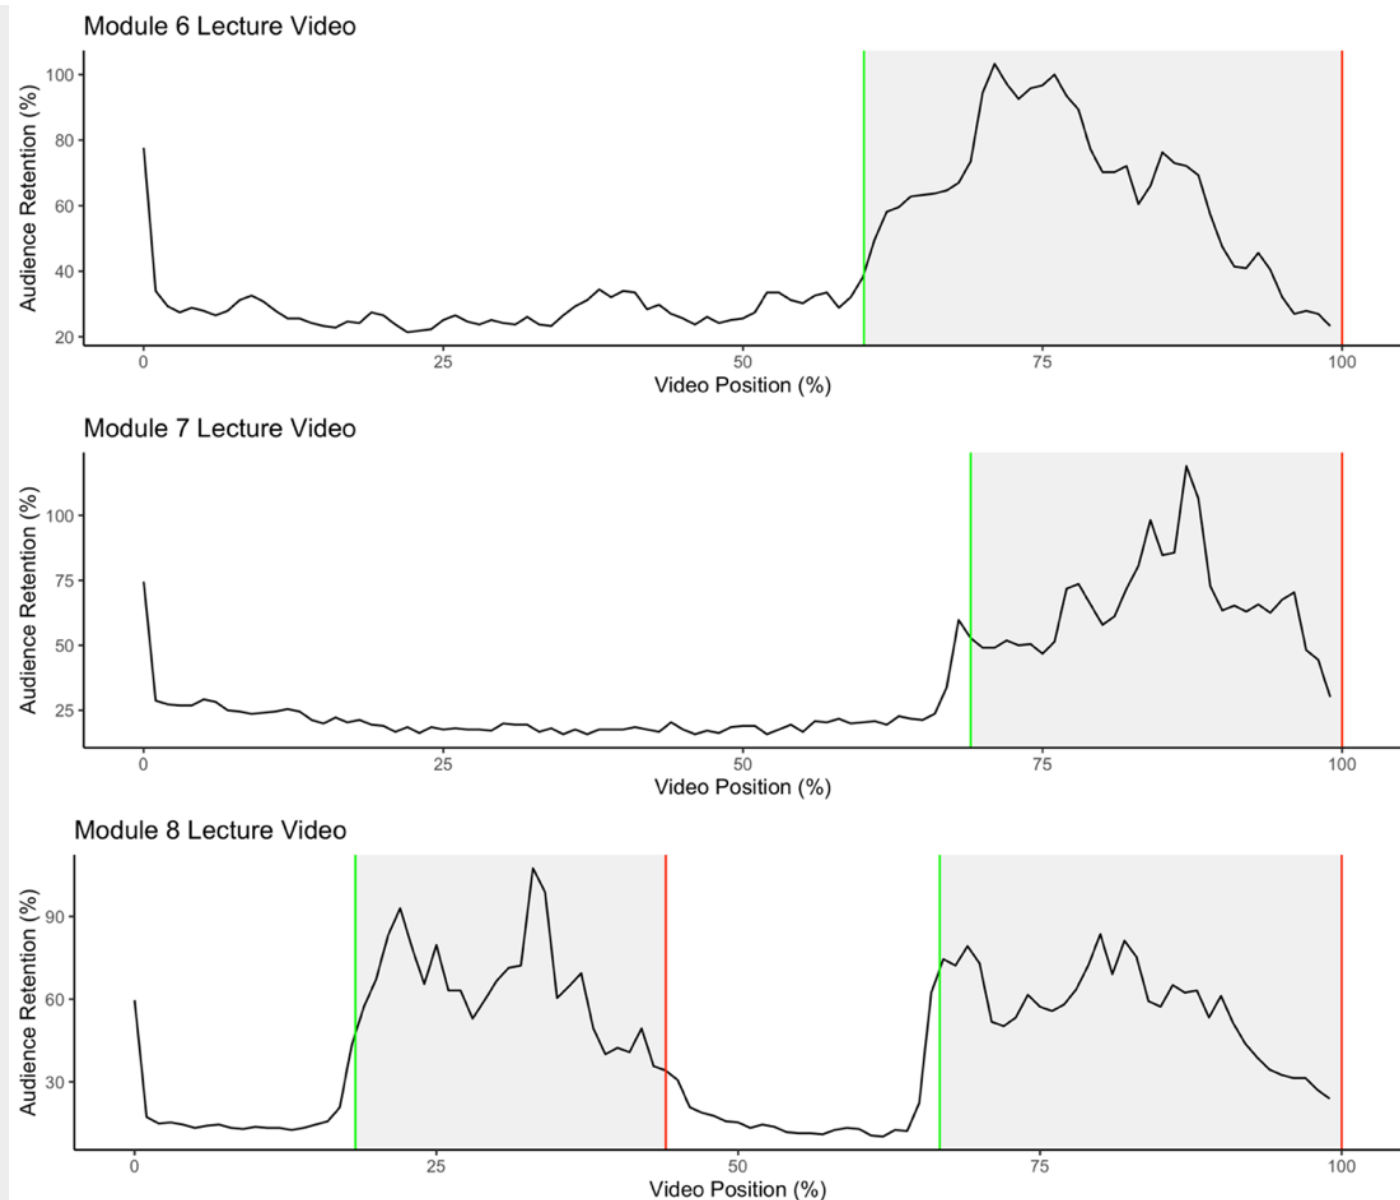 Module 6 Lecture Video
Audience Retention (%)
100
80
60
40
20
0 25 50 75 100
Video Position (%)
Module 7 Lecture Video
Audience Retention (%)
100
75
50
25
0 25 50 75 100
Video Position (%)
Module 8 Lecture Video
Audience Retention (%)
90
60
30
0 25 50 75 100
Video Position (%)